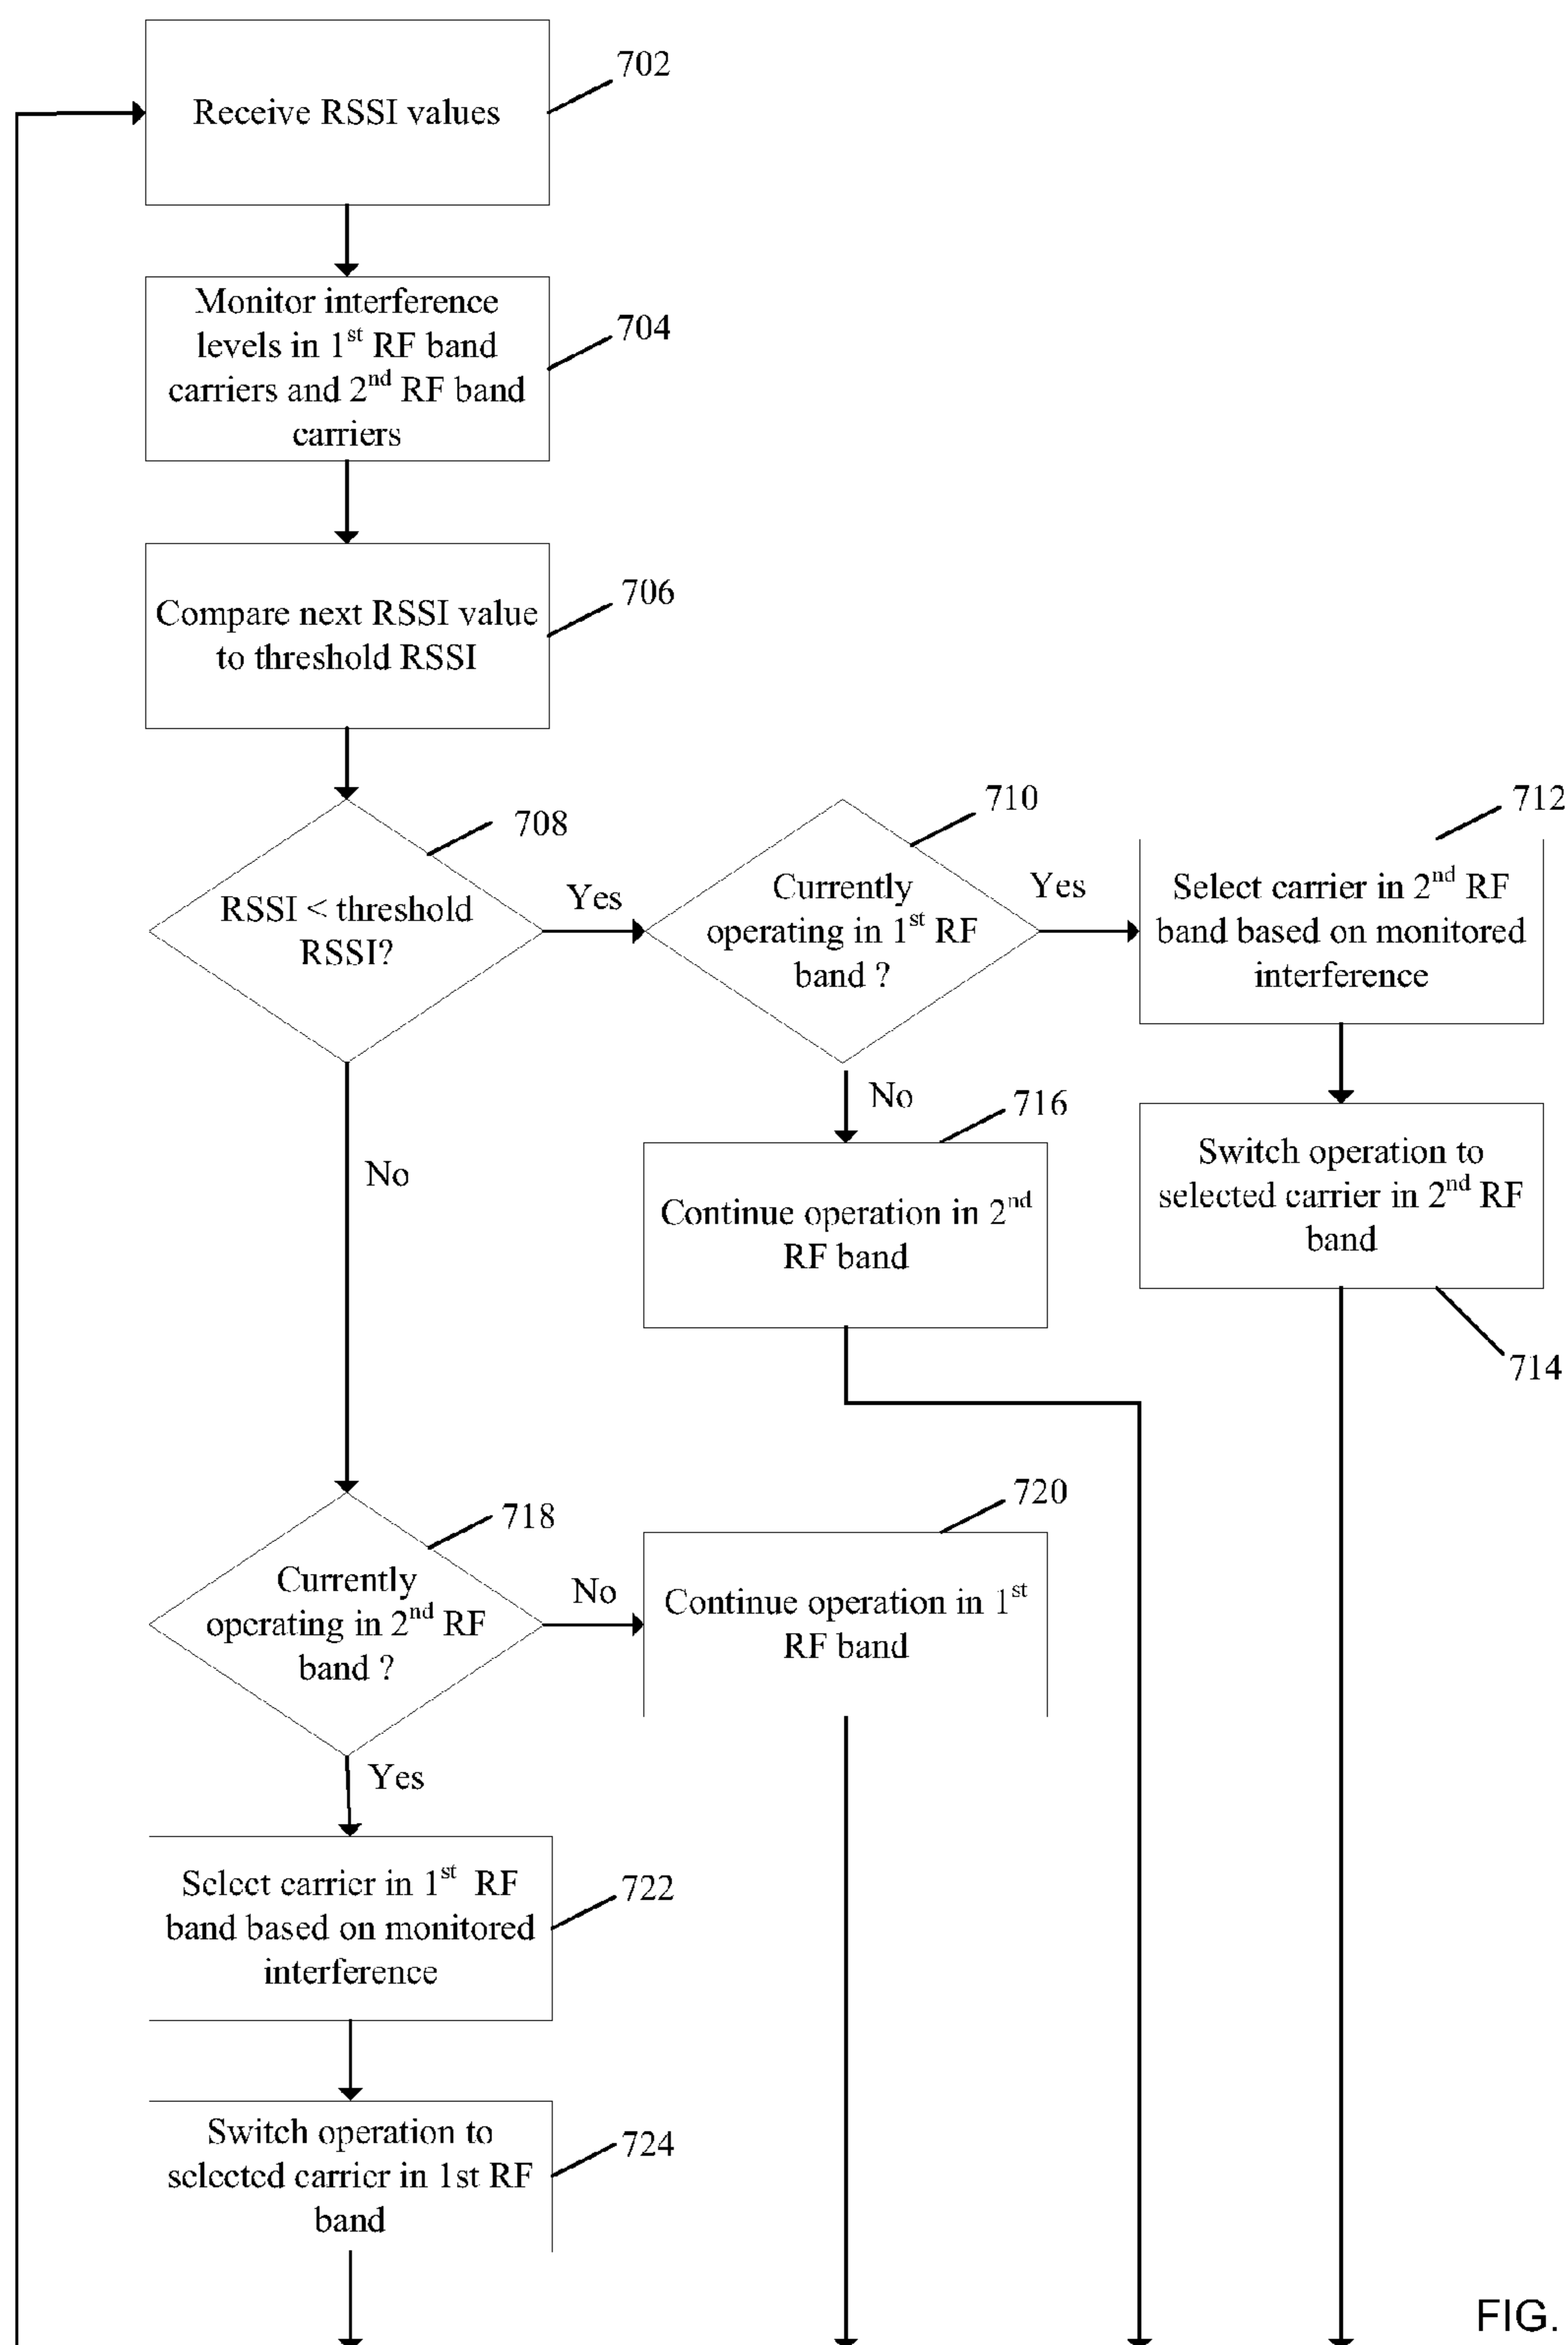 702
Receive RSSI values
Monitor interference
levels in 1st RF band
carriers and 2nd RF band
carriers
704
Compare next RSSI value
to threshold RSSI
706
708
RSSI < threshold
RSSI?
Yes
710
Currently
operating in 1st RF
band ?
Yes
712
Select carrier in 2nd RF
band based on monitored
interference
No
No
716
Continue operation in 2nd
RF band
Switch operation to
selected carrier in 2nd RF
band
714
718
Currently
operating in 2nd RF
band ?
No
720
Continue operation in 1st
RF band
Yes
Select carrier in 1st RF
band based on monitored
interference
722
Switch operation to
selected carrier in 1st RF
band
724
FIG.